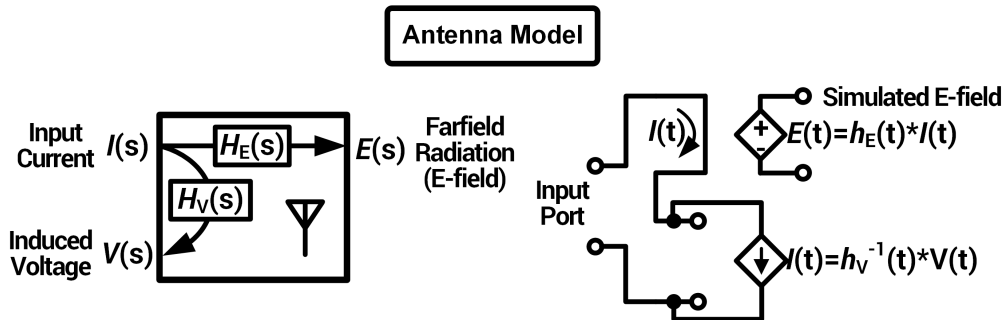 Antenna Model
Input
Current
I(s)
H_E(s)
E(s)
Farfield
Radiation
(E-field)
H_V(s)
Induced
Voltage
V(s)
Input
Port
I(t)
+
-
Simulated E-field
E(t)=h_E(t)*I(t)
I(t)=h_V^-1(t)*V(t)